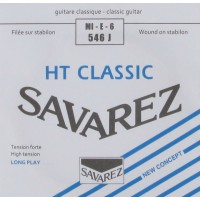 guitare classique - classic guitar
Filée sur stabilon
MI - E - 6
546 J
Wound on stabilon
HT CLASSIC
SAVAREZ
Tension forte
High tension
LONG PLAY
SAVAREZ
NEW CONCEPT